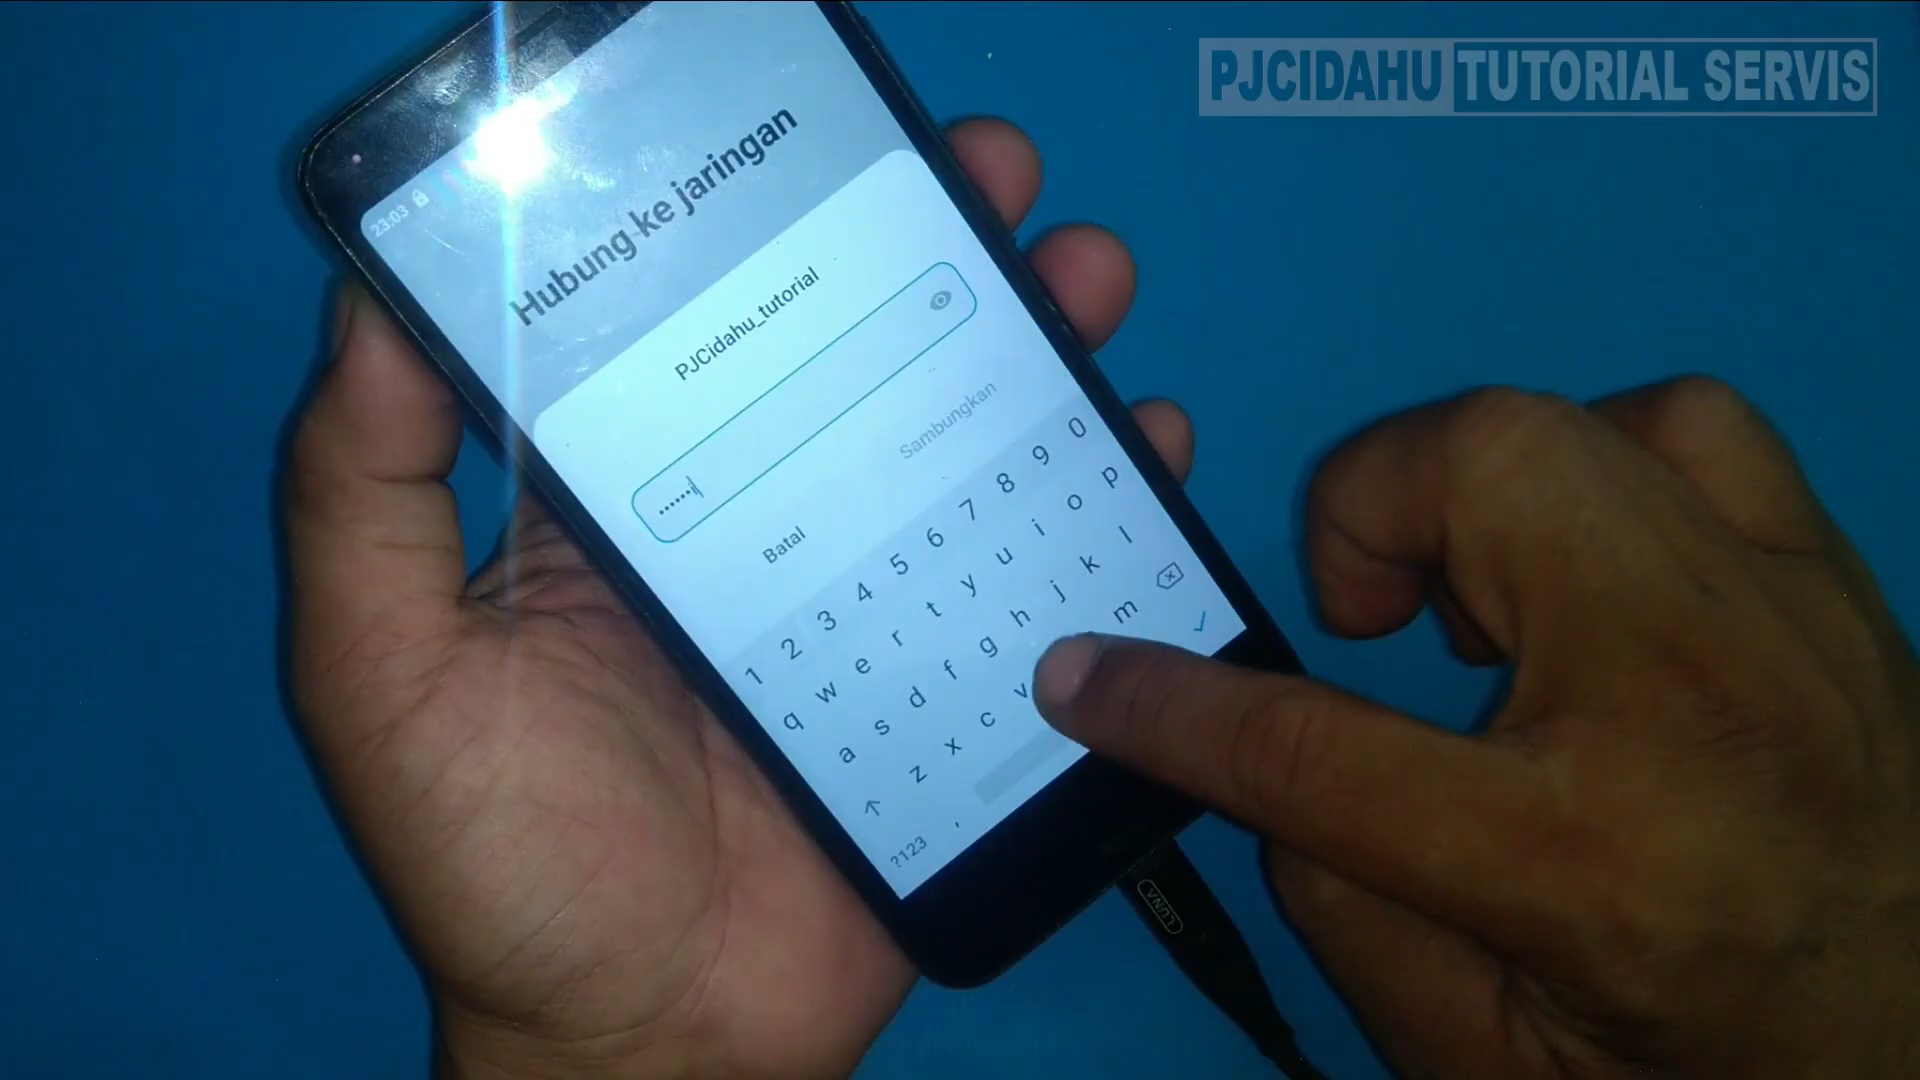 PJCIDAHU TUTORIAL SERVIS
23:03
Hubung ke jaringan
PJCidahu_tutorial
••••••i
Batal
Sambungkan
1 2 3 4 5 6 7 8 9 0
q w e r t y u i o p
a s d f g h j k l
z x c v m
?123 ,
LUNA